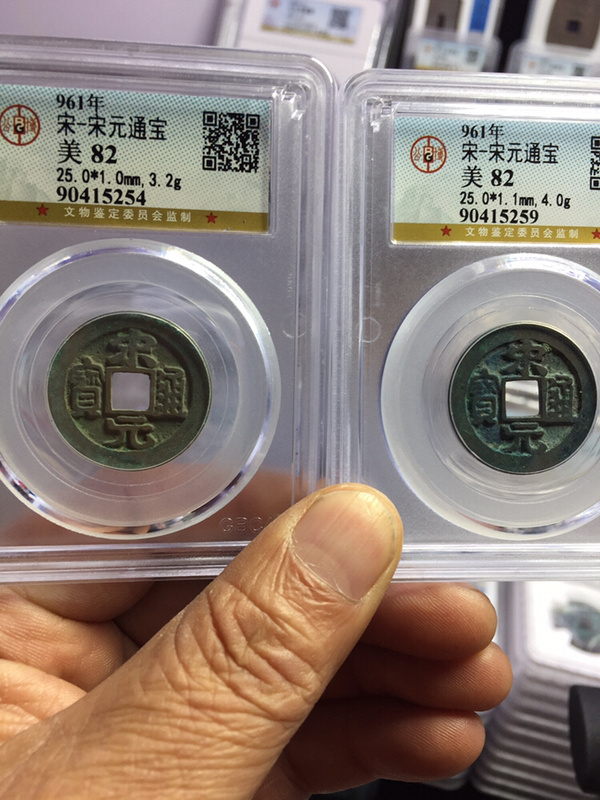 961年
宋-宋元通宝
美 82
25.0*1.0mm,3.2g
90415254
文物鉴定委员会监制
宋元通寳
961年
宋-宋元通宝
美 82
25.0*1.1mm,4.0g
90415259
文物鉴定委员会监制
宋元通寳